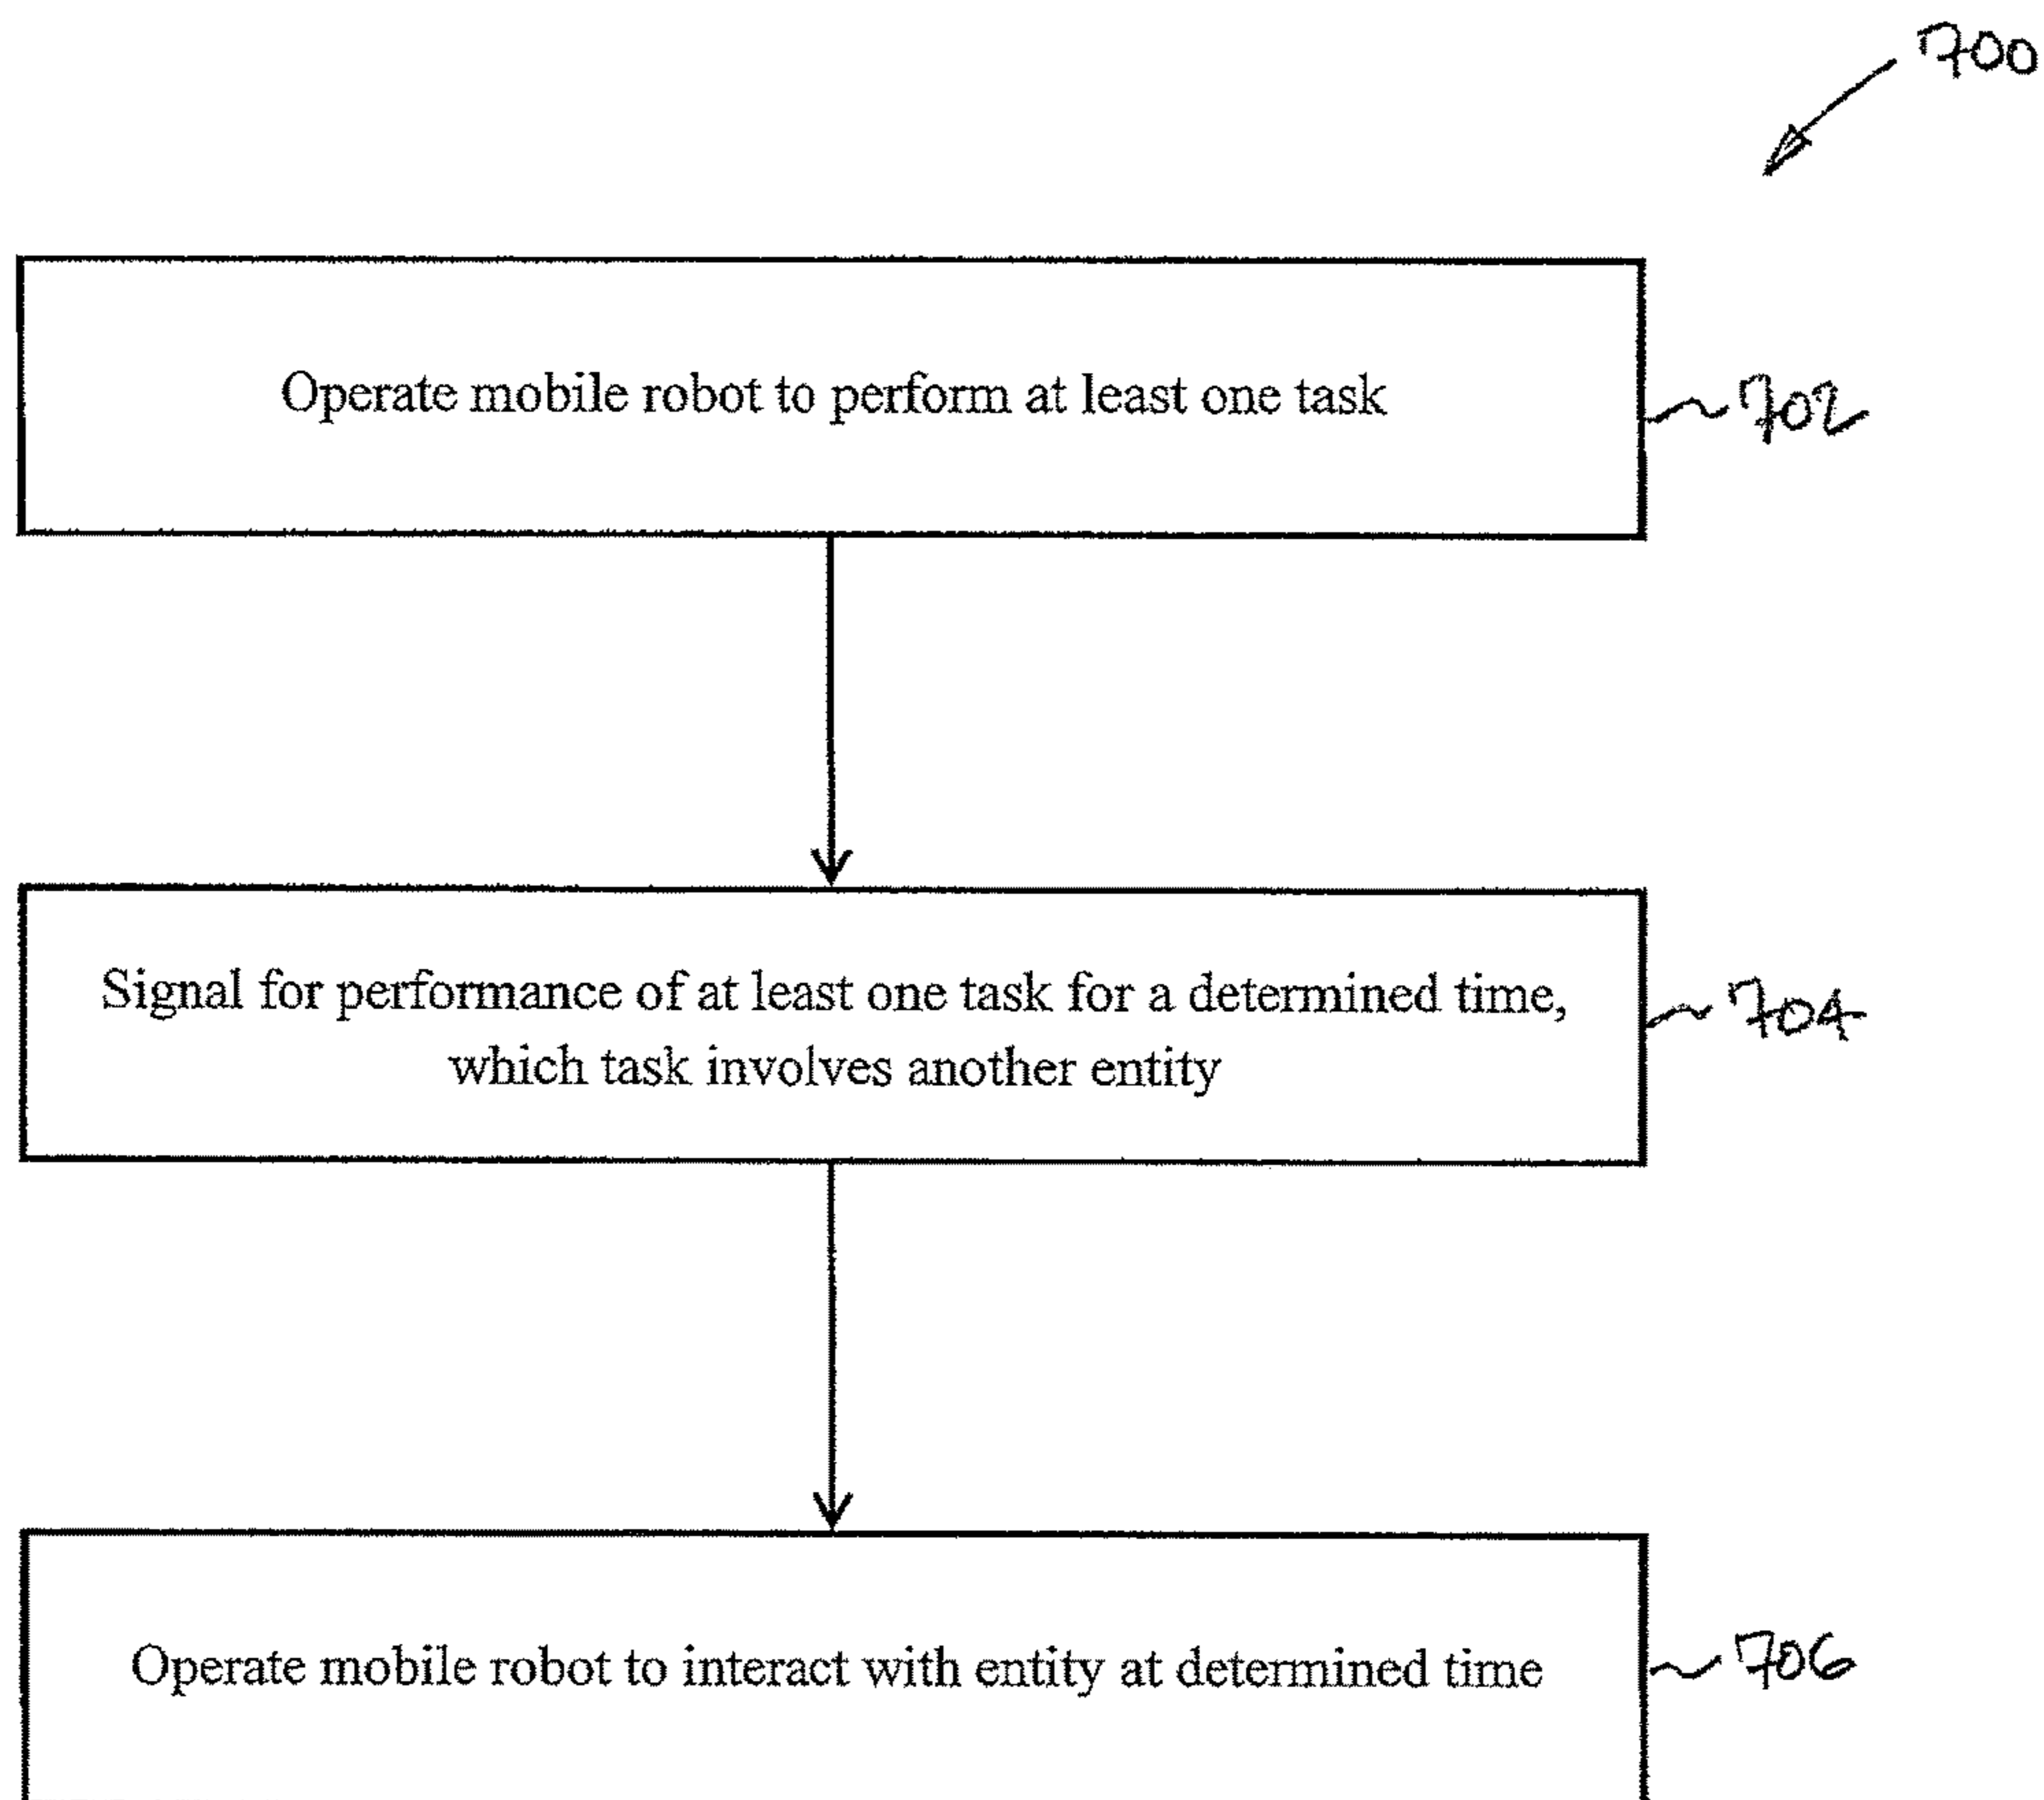 700
Operate mobile robot to perform at least one task
702
Signal for performance of at least one task for a determined time,
which task involves another entity
704
Operate mobile robot to interact with entity at determined time
706